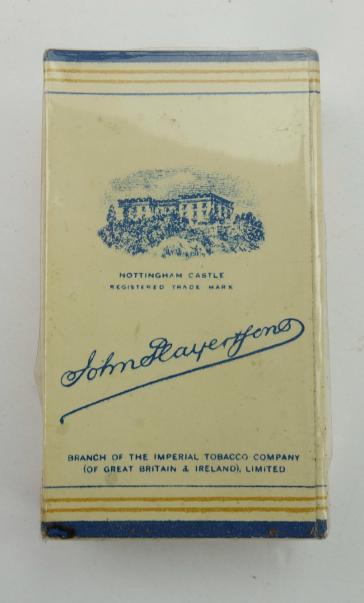 NOTTINGHAM CASTLE
REGISTERED TRADE MARK
John Player & Sons
BRANCH OF THE IMPERIAL TOBACCO COMPANY
(OF GREAT BRITAIN & IRELAND), LIMITED